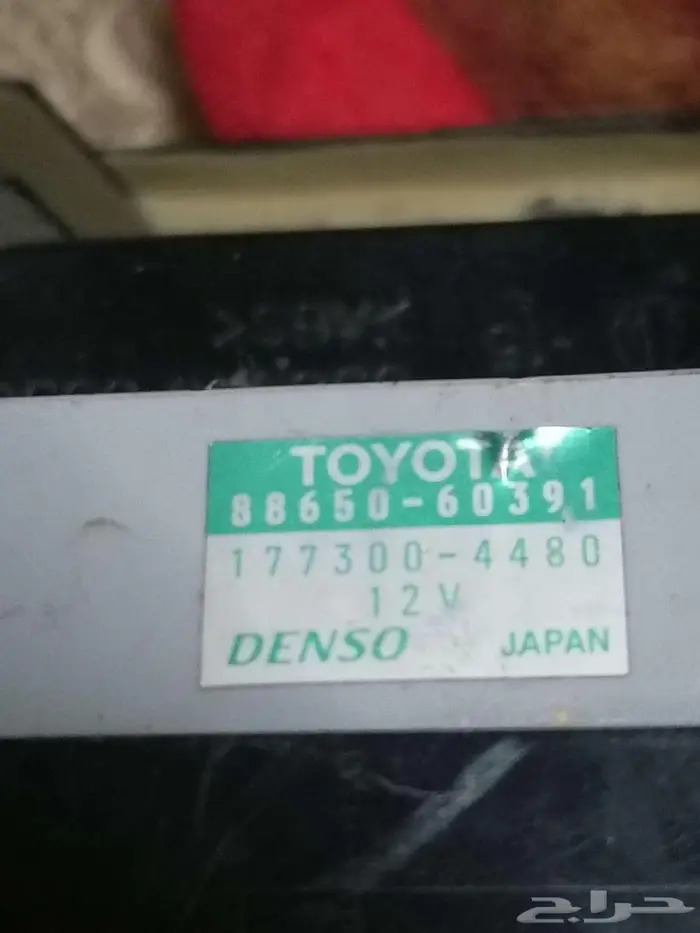 TOYOTA
88650-60391
177300-4480
12V
DENSO JAPAN
حراج